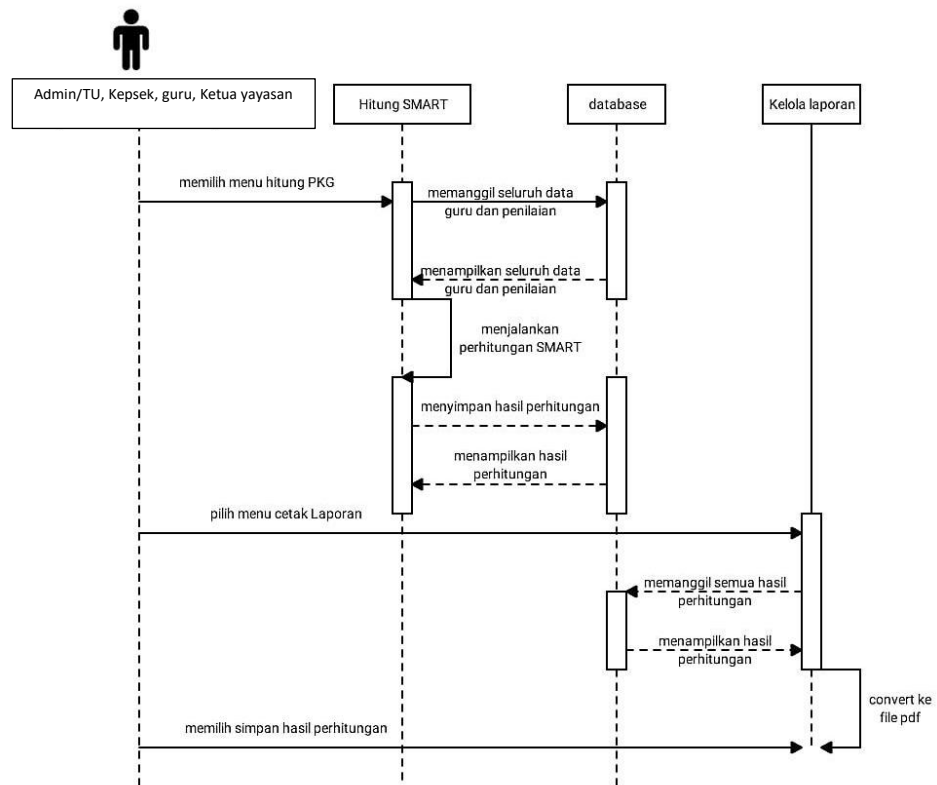 Admin/TU, Kepsek, guru, Ketua yayasan
Hitung SMART
database
Kelola laporan
memilih menu hitung PKG
memanggil seluruh data
guru dan penilaian
menampilkan seluruh data
guru dan penilaian
menjalankan
perhitungan SMART
menyimpan hasil perhitungan
menampilkan hasil
perhitungan
pilih menu cetak Laporan
memanggil semua hasil
perhitungan
menampilkan hasil
perhitungan
convert ke
file pdf
memilih simpan hasil perhitungan